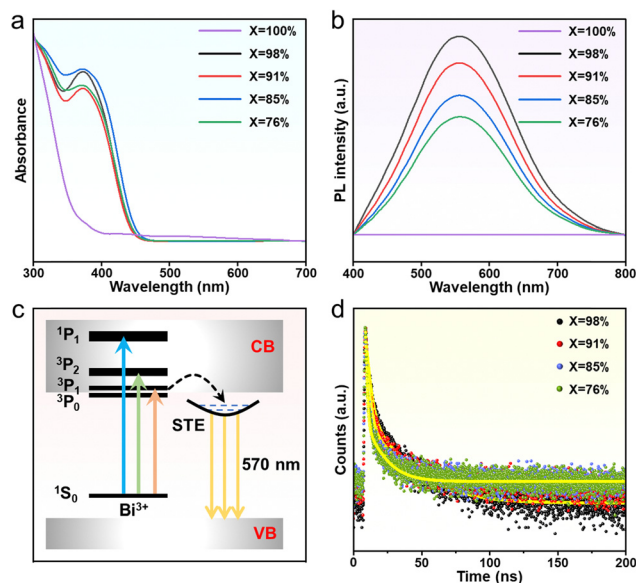 a
Absorbance
X=100%
X=98%
X=91%
X=85%
X=76%
300 400 500 600 700
Wavelength (nm)
b
PL intensity (a.u.)
X=100%
X=98%
X=91%
X=85%
X=76%
400 500 600 700 800
Wavelength (nm)
c
¹P₁
³P₂
³P₁
³P₀
¹S₀
Bi³⁺
CB
STE
570 nm
VB
d
Counts (a.u.)
X=98%
X=91%
X=85%
X=76%
0 50 100 150 200
Time (ns)